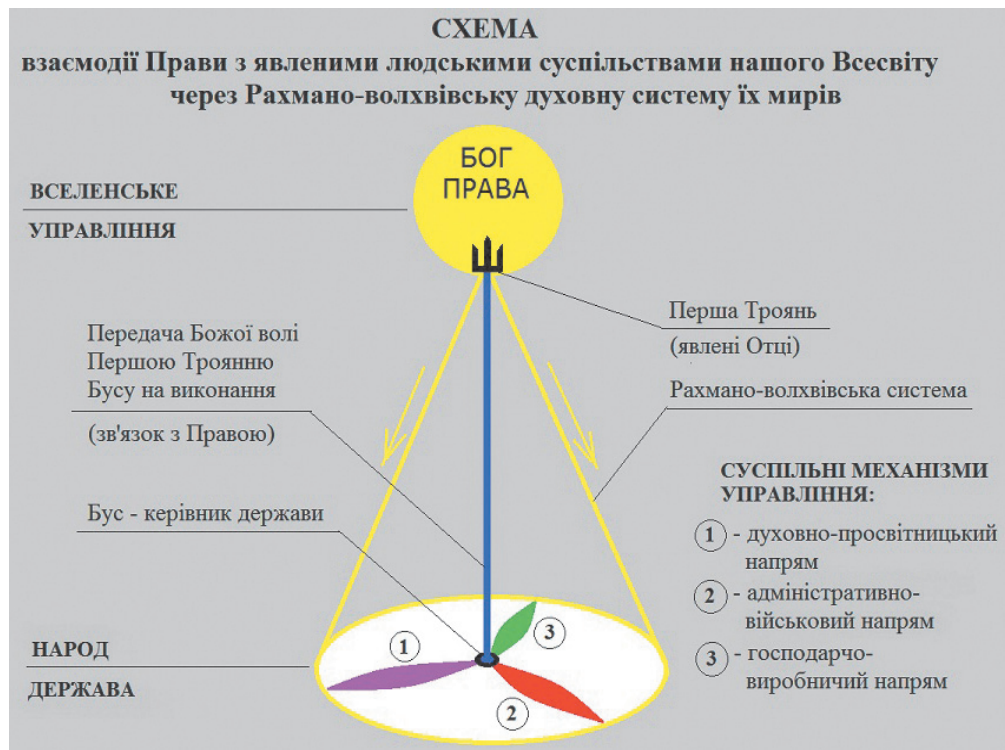 СХЕМА
взаємодії Прави з явленими людськими суспільствами нашого Всесвіту
через Рахмано-волхвівську духовну систему їх мирів
БОГ
ПРАВА
ВСЕЛЕНСЬКЕ
УПРАВЛІННЯ
Передача Божої волі
Першою Троянню
Бусу на виконання
(зв'язок з Правою)
Бус - керівник держави
Перша Троянь
(явлені Отці)
Рахмано-волхвівська система
СУСПІЛЬНІ МЕХАНІЗМИ
УПРАВЛІННЯ:
1 - духовно-просвітницький
напрям
2 - адміністративно-
військовий напрям
3 - господарчо-
виробничий напрям
НАРОД
ДЕРЖАВА
1
2
3